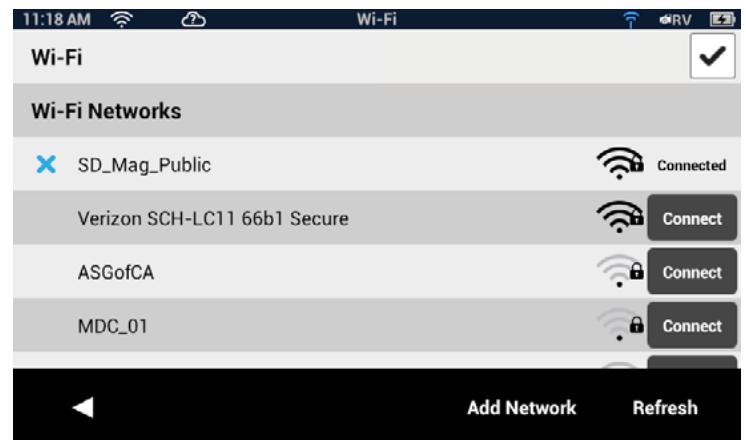 11:18 AM Wi-Fi RV
Wi-Fi
Wi-Fi Networks
SD_Mag_Public Connected
Verizon SCH-LC11 66b1 Secure Connect
ASGofCA Connect
MDC_01 Connect
Add Network Refresh